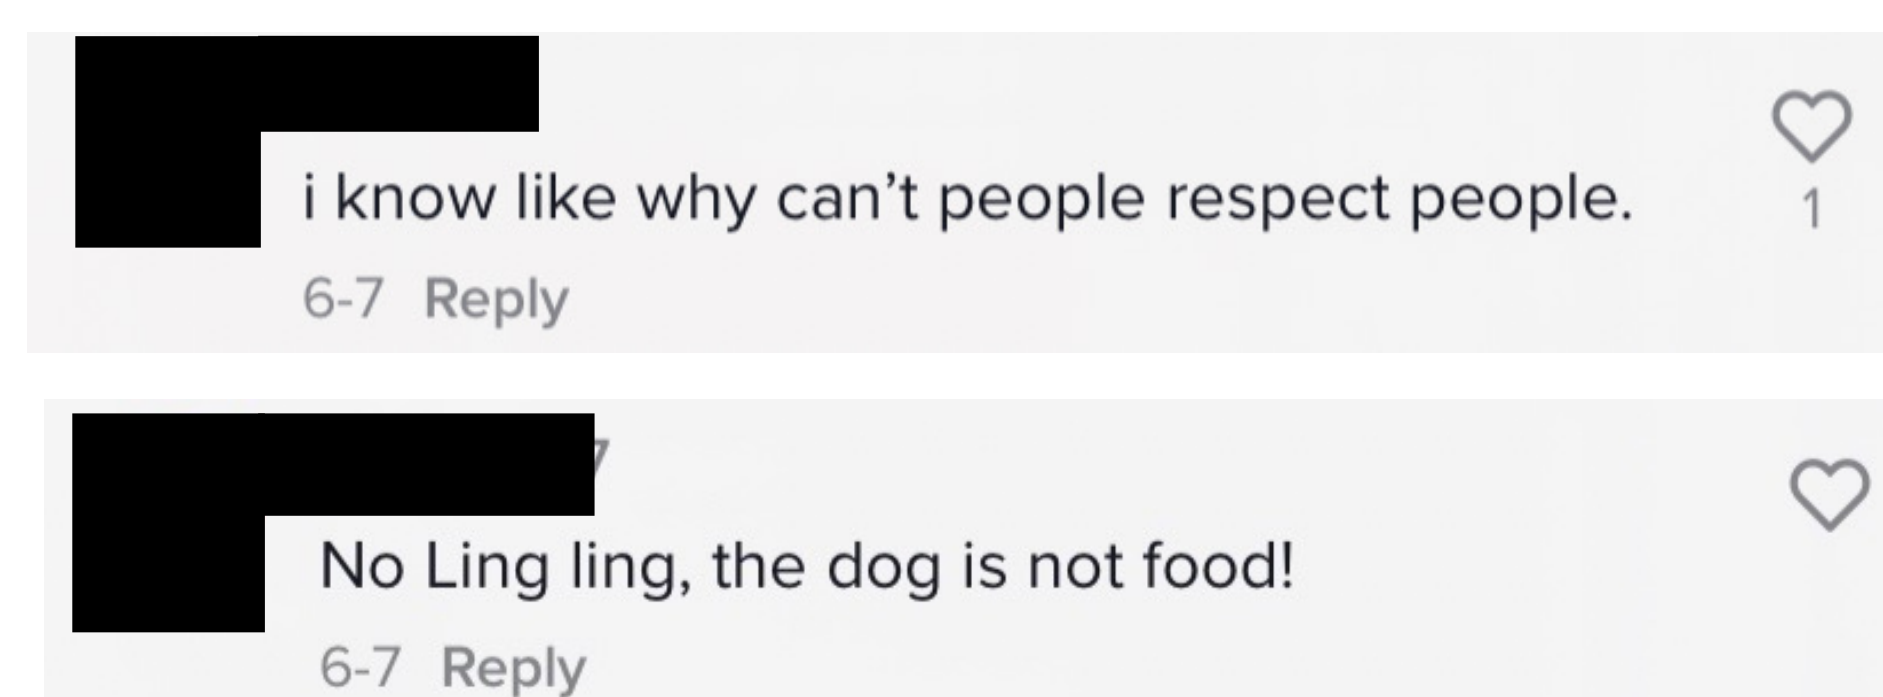 i know like why can’t people respect people.
1
6-7 Reply
7
No Ling ling, the dog is not food!
6-7 Reply